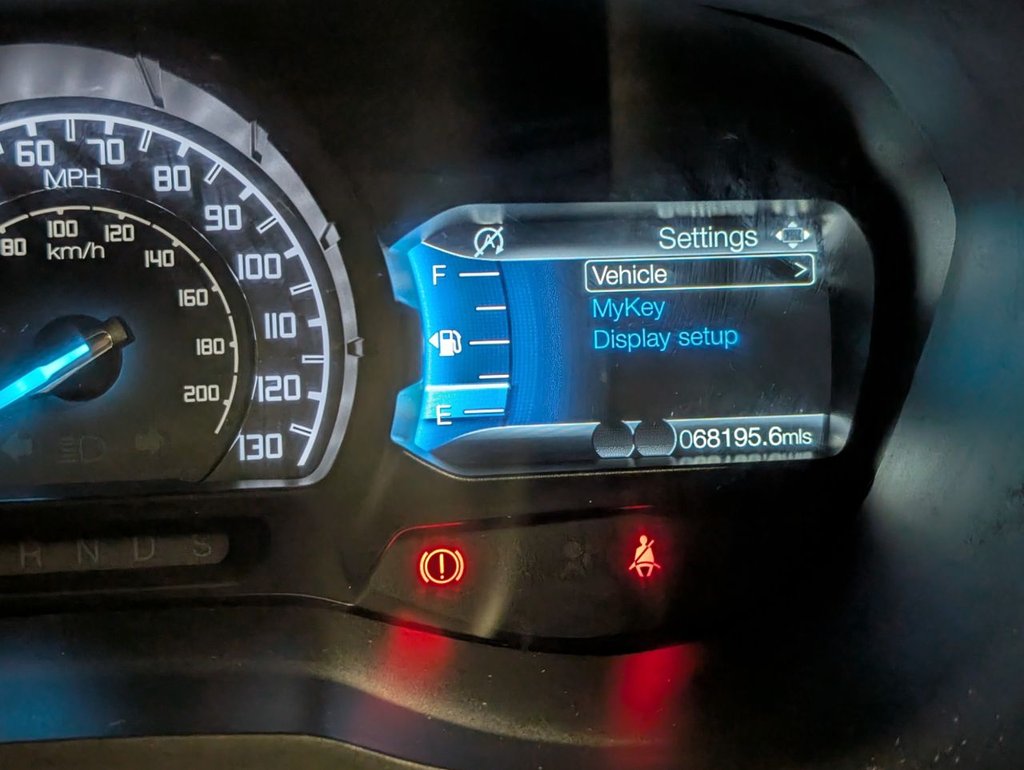 60
70
MPH
80
90
100
110
120
130
80
100
120
km/h
140
160
180
200
R N D S
Settings
F
E
Vehicle >
MyKey
Display setup
068195.6mls